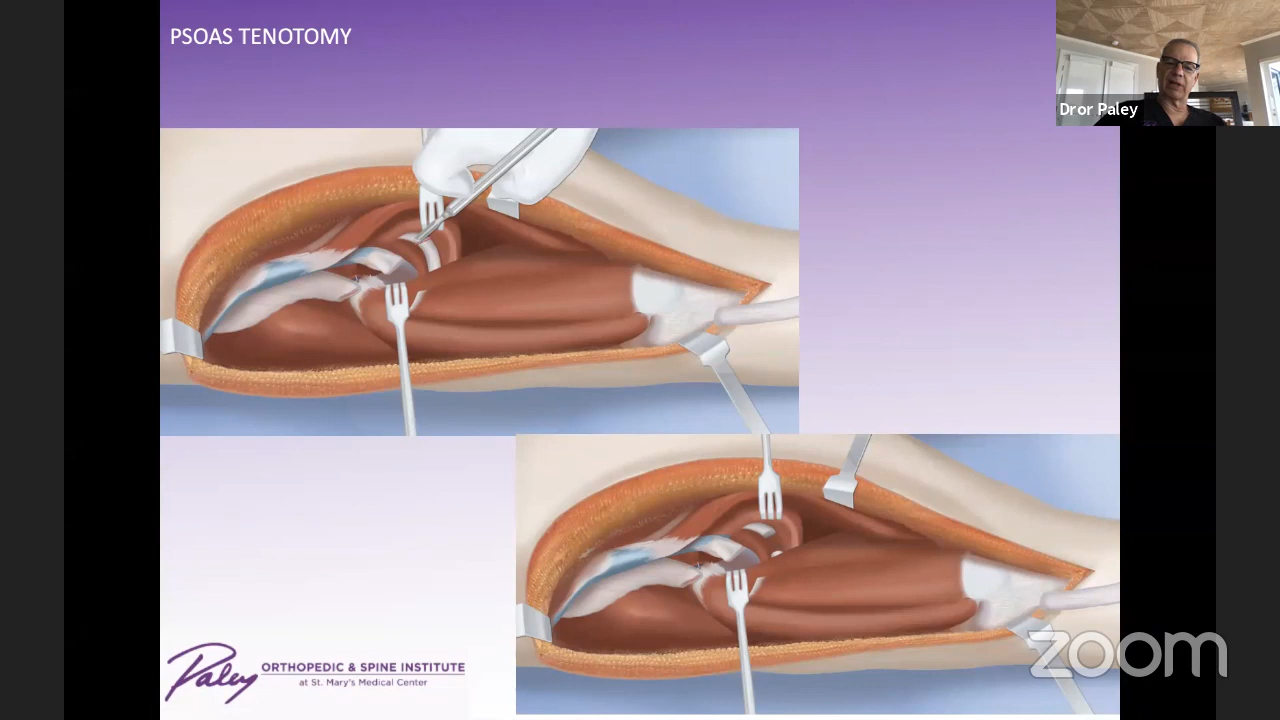 PSOAS TENOTOMY
Dror Paley
Paley
ORTHOPEDIC & SPINE INSTITUTE
at St. Mary's Medical Center
zoom